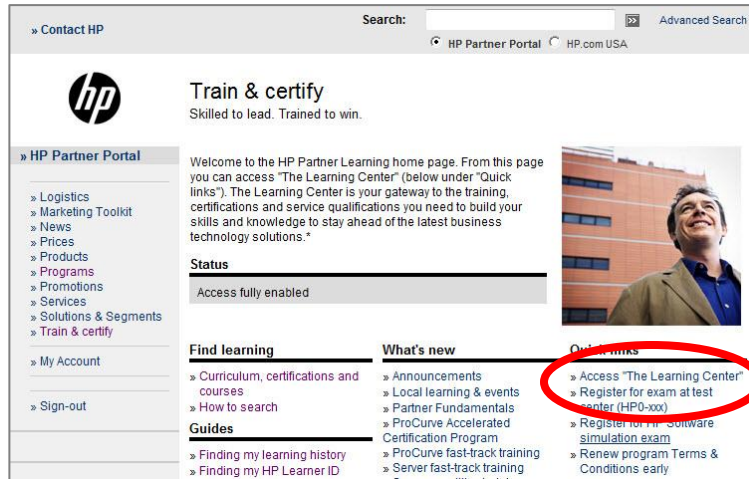 » Contact HP
Search:
Advanced Search
HP Partner Portal
HP.com USA
hp
Train & certify
Skilled to lead. Trained to win.
» HP Partner Portal
» Logistics
» Marketing Toolkit
» News
» Prices
» Products
» Programs
» Promotions
» Services
» Solutions & Segments
» Train & certify
» My Account
» Sign-out
Welcome to the HP Partner Learning home page. From this page
you can access "The Learning Center" (below under "Quick
links"). The Learning Center is your gateway to the training,
certifications and service qualifications you need to build your
skills and knowledge to stay ahead of the latest business
technology solutions.*
Status
Access fully enabled
Find learning
» Curriculum, certifications and
courses
» How to search
Guides
» Finding my learning history
» Finding my HP Learner ID
What's new
» Announcements
» Local learning & events
» Partner Fundamentals
» ProCurve Accelerated
Certification Program
» ProCurve fast-track training
» Server fast-track training
Quick links
» Access "The Learning Center"
» Register for exam at test
center (HP0-xxx)
» Register for HP Software
simulation exam
» Renew program Terms &
Conditions early